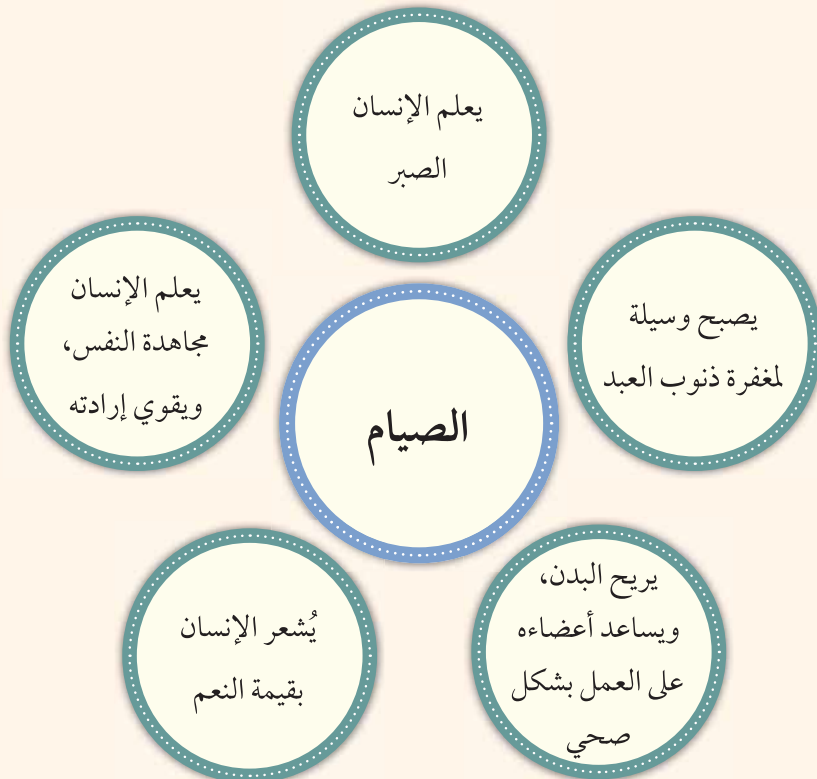 يعلم الإنسان
الصبر
يصبح وسيلة
لمغفرة ذنوب العبد
يعلم الإنسان
مجاهدة النفس،
ويقوي إرادته
الصيام
يريح البدن،
ويساعد أعضاءه
على العمل بشكل
صحي
يُشعر الإنسان
بقيمة النعم